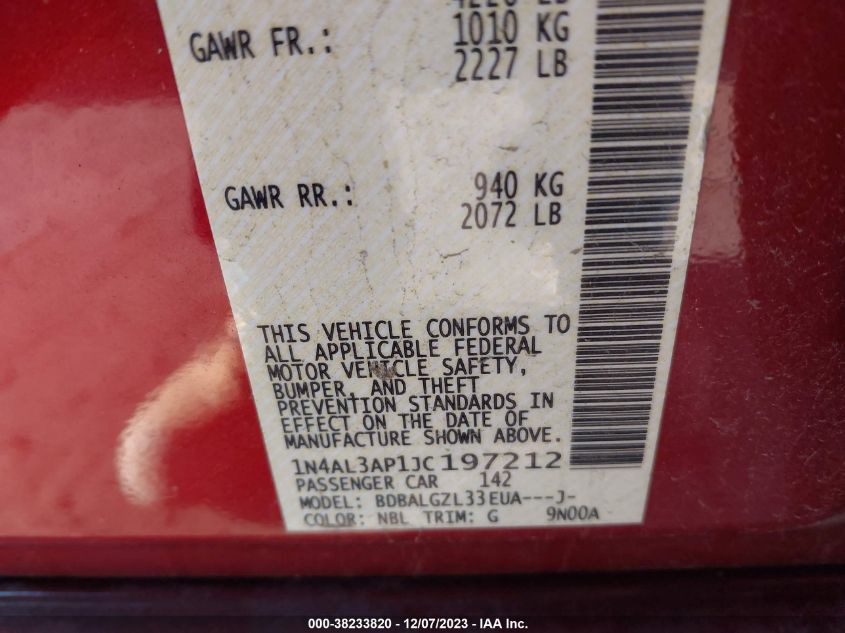 GAWR FR.: 1010 KG
2227 LB
GAWR RR.: 940 KG
2072 LB
THIS VEHICLE CONFORMS TO
ALL APPLICABLE FEDERAL
MOTOR VEHICLE SAFETY,
BUMPER, AND THEFT
PREVENTION STANDARDS IN
EFFECT ON THE DATE OF
MANUFACTURE SHOWN ABOVE.
1N4AL3AP1JC197212
PASSENGER CAR 142
MODEL: BDBALGZL33EUA---J-
COLOR: NBL TRIM: G 9N00A
000-38233820 - 12/07/2023 - IAA Inc.